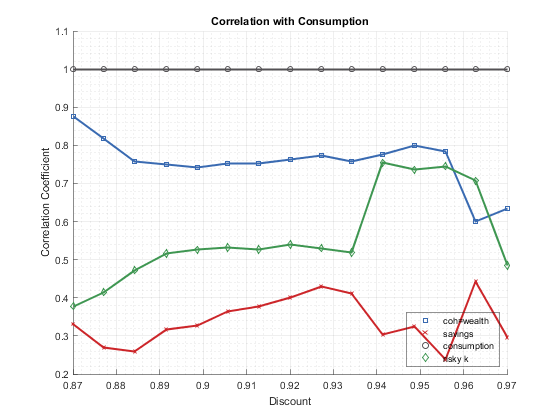 Correlation with Consumption
1.1
1
0.9
0.8
0.7
0.6
0.5
0.4
0.3
0.2
Correlation Coefficient
coh=wealth
savings
consumption
risky k
0.87 0.88 0.89 0.9 0.91 0.92 0.93 0.94 0.95 0.96 0.97
Discount